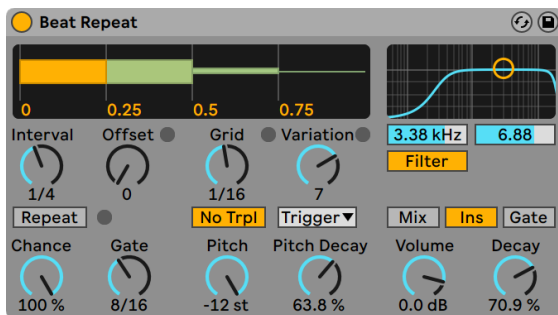 Beat Repeat
0 0.25 0.5 0.75
3.38 kHz 6.88
Filter
Interval Offset Grid Variation
1/4 0 1/16 7
Repeat No Trpl Trigger▼ Mix Ins Gate
Chance Gate Pitch Pitch Decay Volume Decay
100 % 8/16 -12 st 63.8 % 0.0 dB 70.9 %